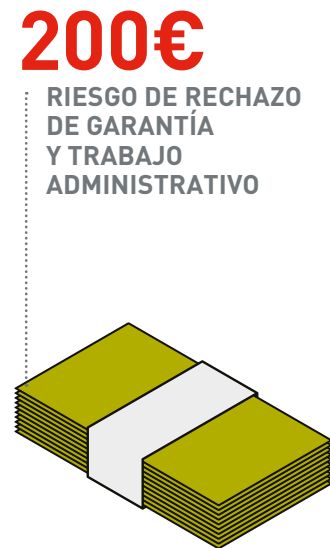 200€
RIESGO DE RECHAZO
DE GARANTÍA
Y TRABAJO
ADMINISTRATIVO